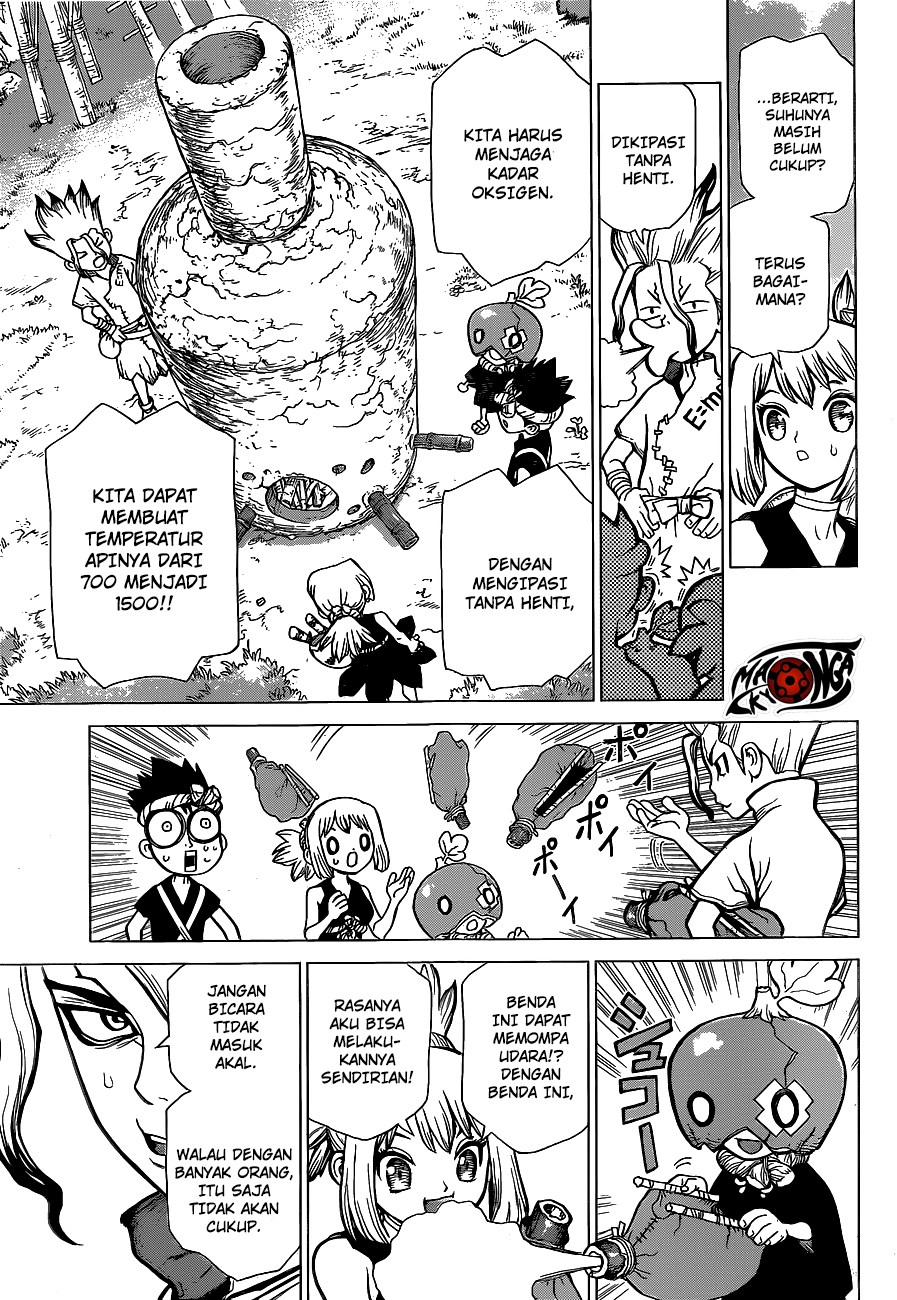 ...BERARTI,
SUHUNYA
MASIH
BELUM
CUKUP?
TERUS
BAGAI-
MANA?
DIKIPASI
TANPA
HENTI.
E=m
KITA HARUS
MENJAGA
KADAR
OKSIGEN.
DENGAN
MENGIPASI
TANPA HENTI,
KITA DAPAT
MEMBUAT
TEMPERATUR
APINYA DARI
700 MENJADI
1500!!
ポイ
ポイ
ポーイ
ジュコー
BENDA
INI DAPAT
MEMOMPA
UDARA!?
DENGAN
BENDA INI,
RASANYA
AKU BISA
MELAKU-
KANNYA
SENDIRIAN!
JANGAN
BICARA
TIDAK
MASUK
AKAL.
WALAU DENGAN
BANYAK ORANG,
ITU SAJA
TIDAK AKAN
CUKUP.